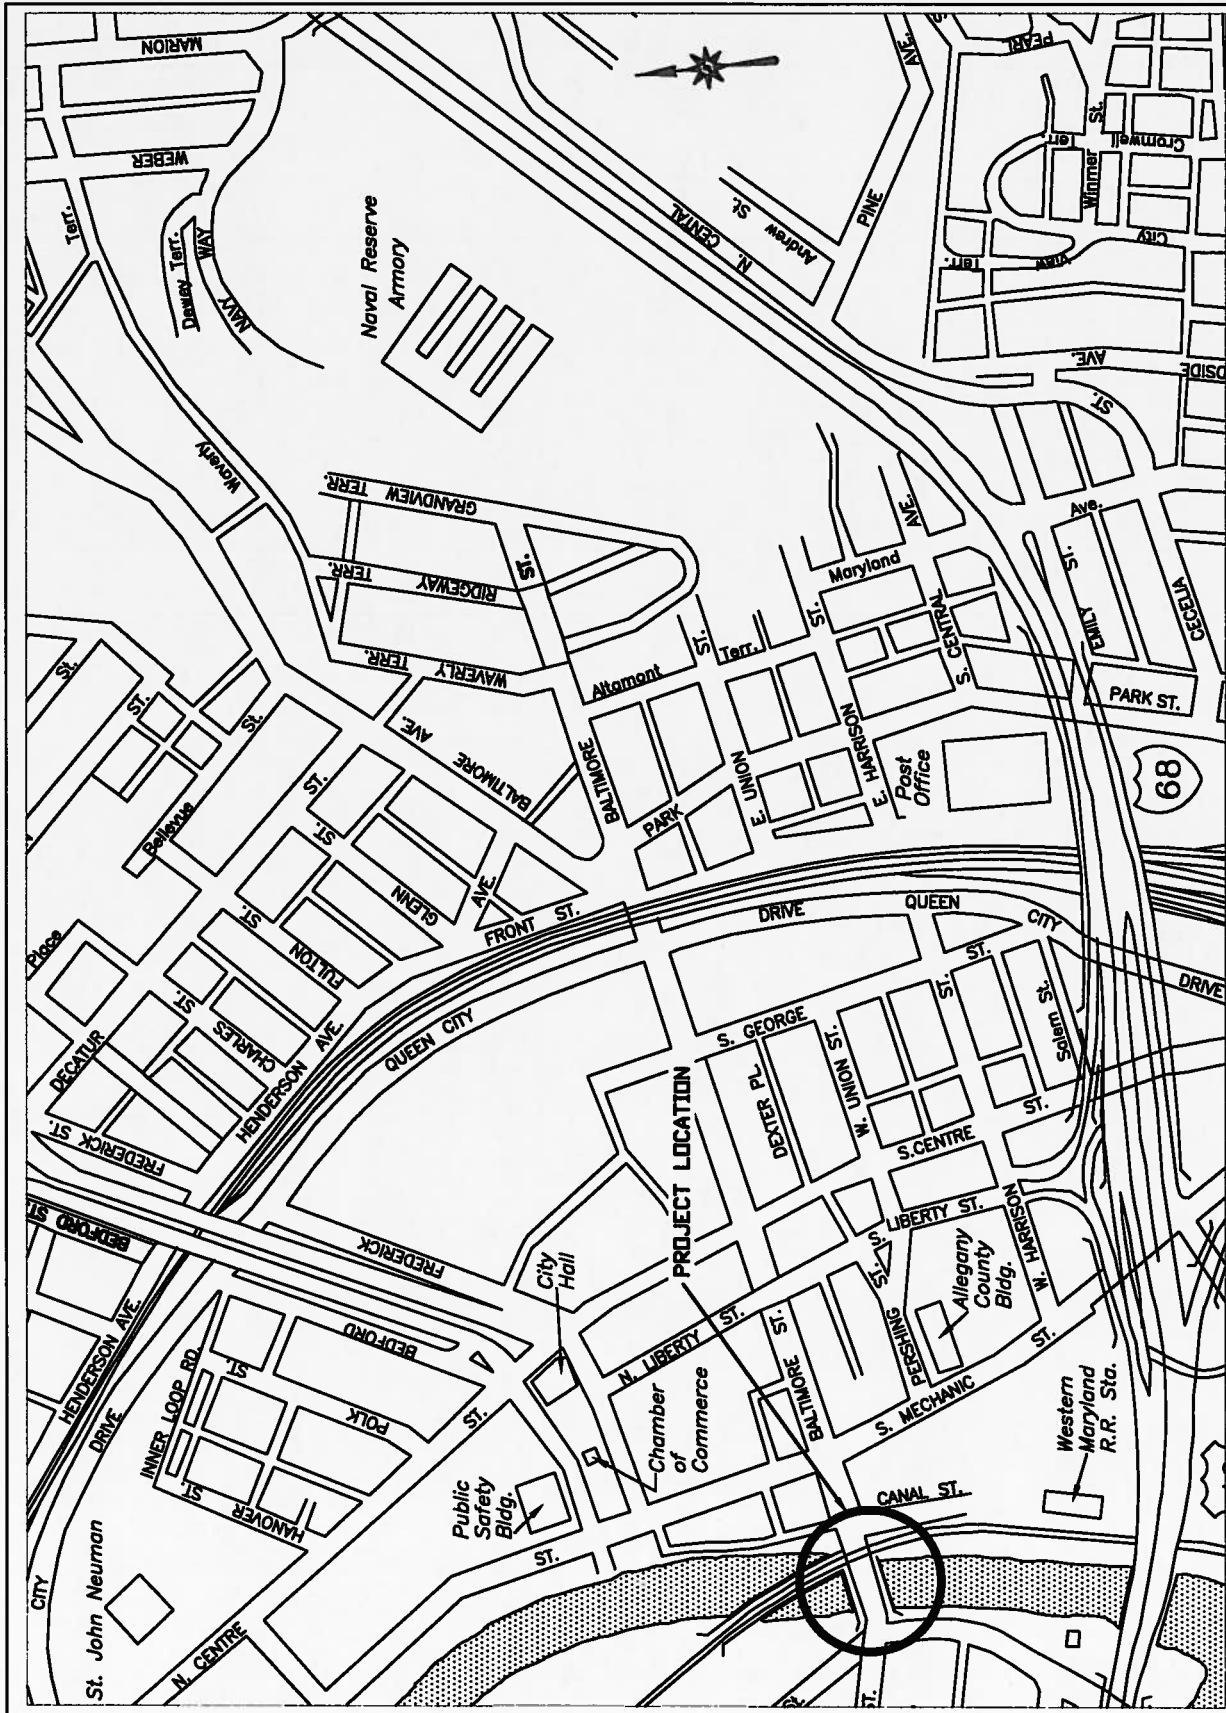 MARION
WEBER
Terr.
Dewey Terr.
WAY
NAVY
Naval Reserve
Armory
N.
CENTAL
Andrew
St.
PINE
AVE.
PEARL
St.
Winmer
Cromwell
Terr.
City
View
Terr.
AVE.
DSIDE
ST.
Waverly
GRANDVIEW
TERR.
RIDGEWAY
TERR.
WAVERLY
TERR.
ST.
BALTIMORE
Altamont
Terr.
ST.
ST.
Maryland
AVE.
S. CENTRAL
Ave.
EMILY
ST.
CECELIA
PARK ST.
68
St.
ST.
St.
Bellevue
Place
BALTIMORE
AVE.
PARK
E. UNION
E. HARRISON
Post
Office
ST.
ST.
ST.
ST.
GLENN
AVE.
FULTON
CHARLES
DECATUR
FRONT ST.
HENDERSON AVE.
QUEEN CITY
DRIVE
QUEEN
CITY
DRIVE
FREDERICK ST.
BEDFORD ST.
FREDERICK
BEDFORD
HENDERSON AVE.
DRIVE
CITY
INNER LOOP RD.
ST.
POLK
HANOVER
ST.
St. John Neuman
N. CENTRE
ST.
Public
Safety
Bldg.
ST.
City
Hall
Chamber
of
Commerce
N. LIBERTY ST.
PROJECT LOCATION
S. GEORGE
ST.
DEXTER PL.
W. UNION ST.
ST.
Salem St.
S.CENTRE
ST.
S. LIBERTY ST.
W. HARRISON
ST.
PERSHING
Allegany
County
Bldg.
BALTIMORE
ST.
S. MECHANIC
ST.
CANAL ST.
Western
Maryland
R.R. Sta.
St.
ST.